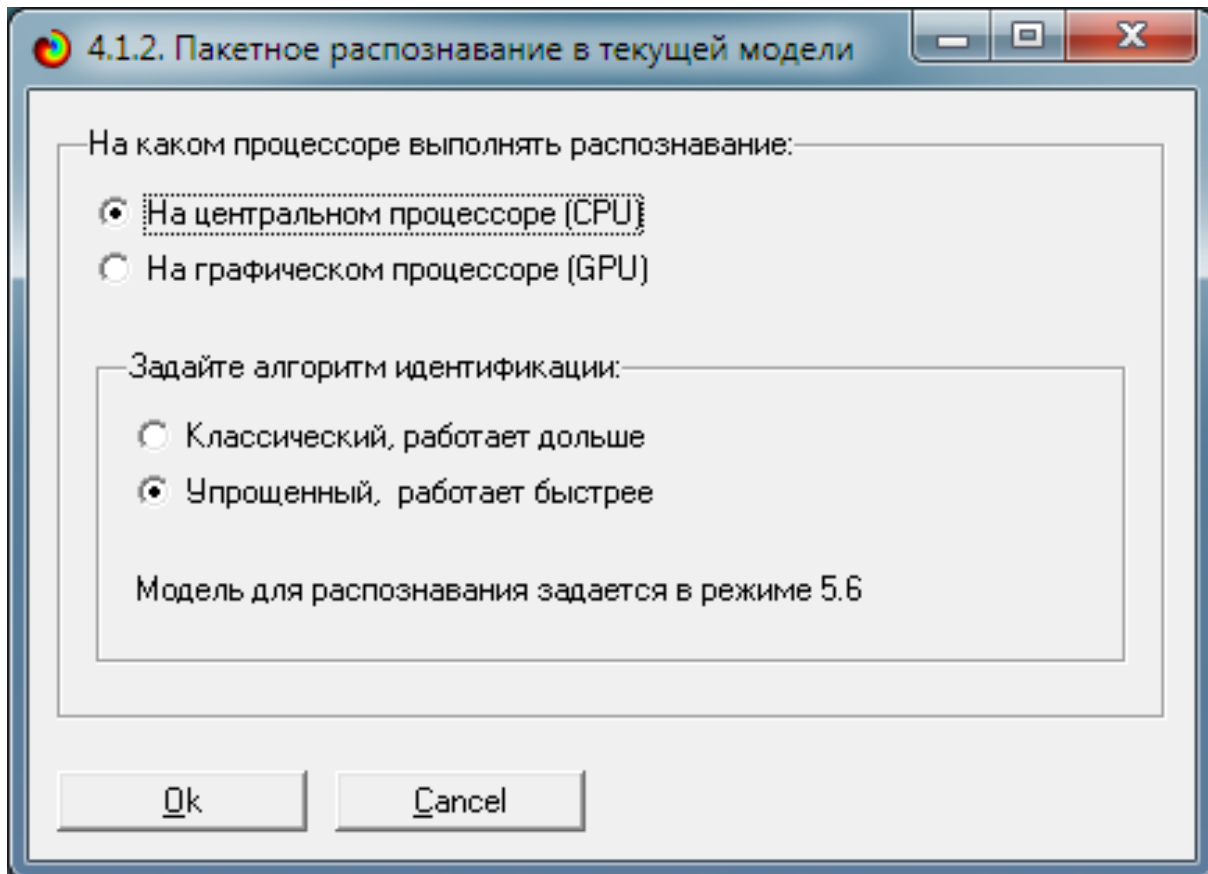 4.1.2. Пакетное распознавание в текущей модели
На каком процессоре выполнять распознавание:
На центральном процессоре (CPU)
На графическом процессоре (GPU)
Задайте алгоритм идентификации:
Классический, работает дольше
Упрощенный, работает быстрее
Модель для распознавания задается в режиме 5.6
Ok Cancel